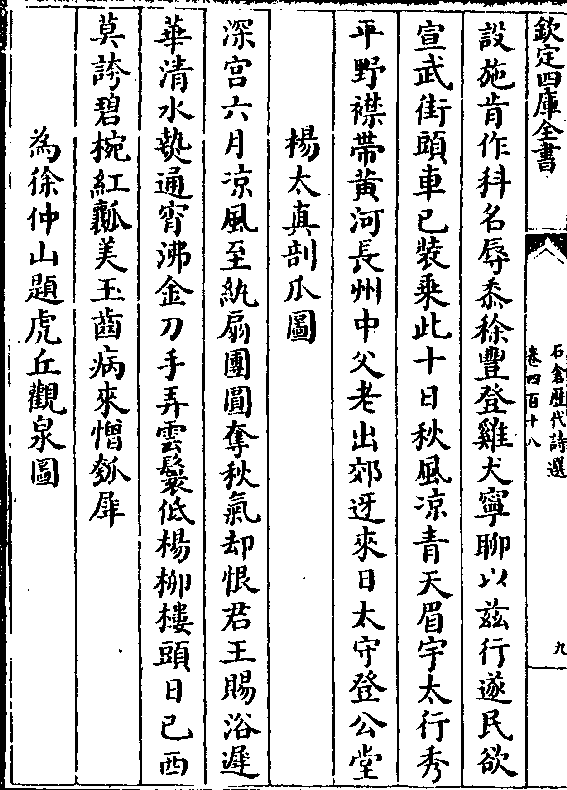 欽定四庫全書
石倉歷代詩選
卷四百十八
九
設施肯作科名辱黍稌豐登雞犬寧聊以兹行遂民欲
宣武街頭車已裝乘此十日秋風凉青天眉宇太行秀
平野襟帶黄河長州中父老出郊迓來日太守登公堂
楊太真剖瓜圖
深宫六月凉風至紈扇團圓奪秋氣却恨君王賜浴遲
華清水熱通宵沸金刀手弄雲鬟低楊柳樓頭日已西
莫誇碧椀紅瓤美玉齒病來憎瓠犀
為徐仲山題虎丘觀泉圖